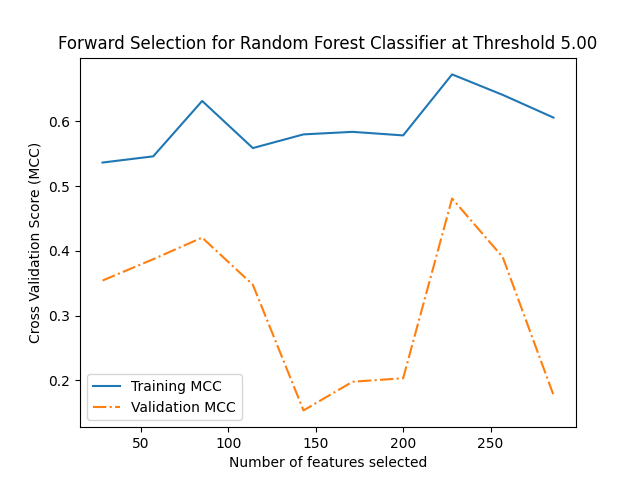 Forward Selection for Random Forest Classifier at Threshold 5.00
Cross Validation Score (MCC)
0.6
0.5
0.4
0.3
0.2
Training MCC
Validation MCC
50 100 150 200 250
Number of features selected